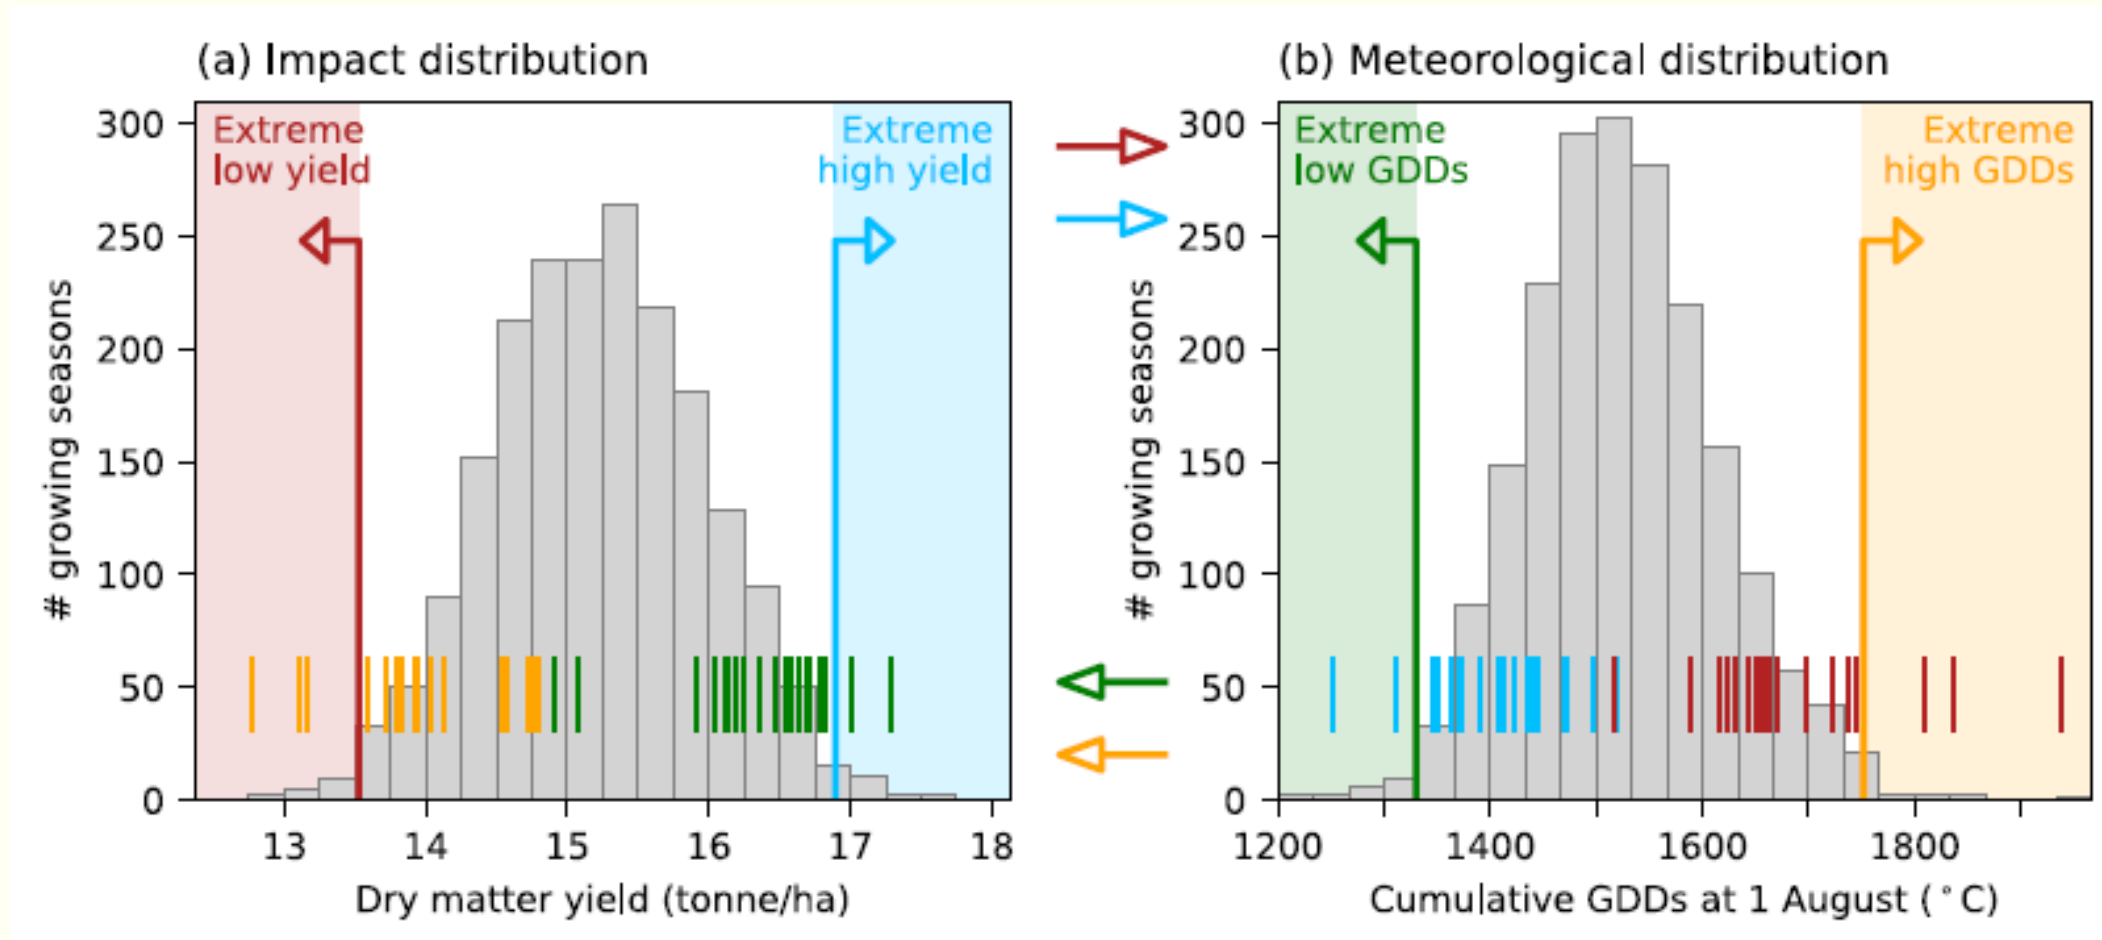 (a) Impact distribution
300
250
200
150
100
50
0
# growing seasons
Extreme
low yield
Extreme
high yield
13 14 15 16 17 18
Dry matter yield (tonne/ha)
(b) Meteorological distribution
300
250
200
150
100
50
0
# growing seasons
Extreme
low GDDs
Extreme
high GDDs
1200 1400 1600 1800
Cumulative GDDs at 1 August (°C)